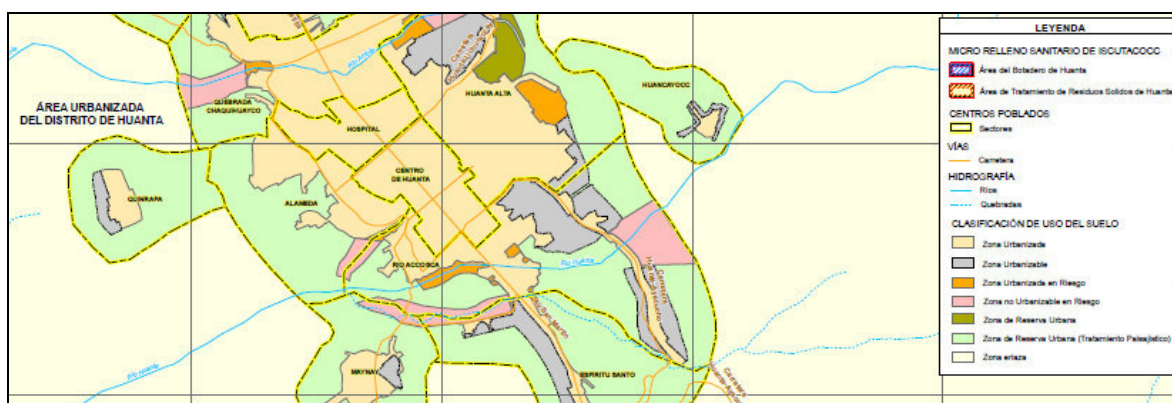 ÁREA URBANIZADA
DEL DISTRITO DE HUANTA
QUEBRADA
CHAQUIHUAYCO
HOSPITAL
HUANTA ALTA
HUANCAYOCC
CENTRO
DE HUANTA
QUINRAPA
ALAMEDA
RIO ACCOSCA
MAYNAY
ESPIRITU SANTO
Carretera
Río Huanta
Río Huanta
LEYENDA
MICRO RELLENO SANITARIO DE ISCUTACOCC
Área del Botadero de Huanta
Área de Tratamiento de Residuos Solidos de Huanta
CENTROS POBLADOS
Sectores
VÍAS
Carretera
HIDROGRAFÍA
Ríos
Quebradas
CLASIFICACIÓN DE USO DEL SUELO
Zona Urbanizada
Zona Urbanizable
Zona Urbanizada en Riesgo
Zona no Urbanizable en Riesgo
Zona de Reserva Urbana
Zona de Reserva Urbana (Tratamiento Paisajístico)
Zona eriaza